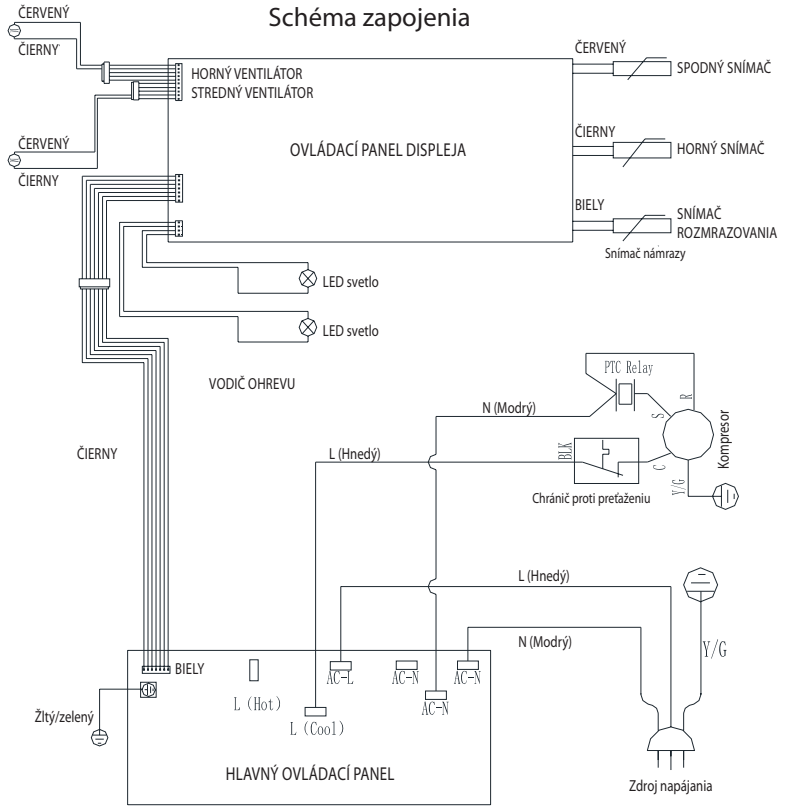 Schéma zapojenia
ČERVENÝ
ČIERNY
HORNÝ VENTILÁTOR
STREDNÝ VENTILÁTOR
ČERVENÝ
ČIERNY
OVLÁDACÍ PANEL DISPLEJA
ČERVENÝ
SPODNÝ SNÍMAČ
ČIERNY
HORNÝ SNÍMAČ
BIELY
SNÍMAČ
ROZMRAZOVANIA
Snímač námrazy
LED svetlo
LED svetlo
VODIČ OHREVU
PTC Relay
N (Modrý)
R
S
Kompresor
ČIERNY
L (Hnedý)
BLK
C
Y/G
Chránič proti preťaženiu
L (Hnedý)
N (Modrý)
Y/G
BIELY
AC-L
AC-N
AC-N
L (Hot)
AC-N
L (Cool)
Žltý/zelený
HLAVNÝ OVLÁDACÍ PANEL
Zdroj napájania